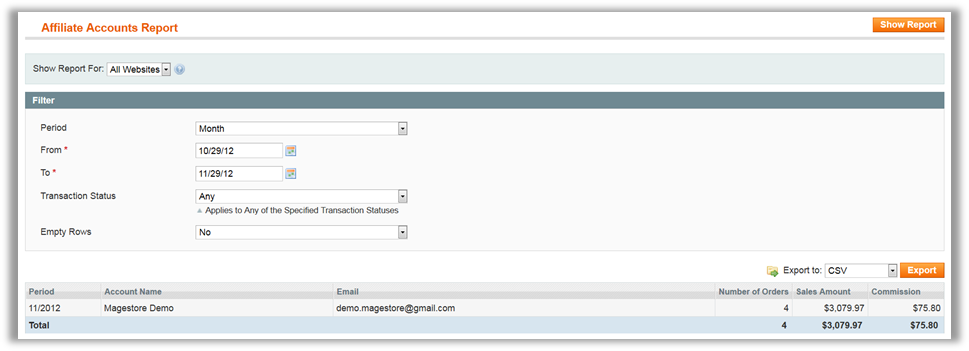 Affiliate Accounts Report Show Report
Show Report For: All Websites
Filter
Period Month
From * 10/29/12
To * 11/29/12
Transaction Status Any
Applies to Any of the Specified Transaction Statuses
Empty Rows No
Export to: CSV Export
Period Account Name Email Number of Orders Sales Amount Commission
11/2012 Magestore Demo demo.magestore@gmail.com 4 $3,079.97 $75.80
Total 4 $3,079.97 $75.80